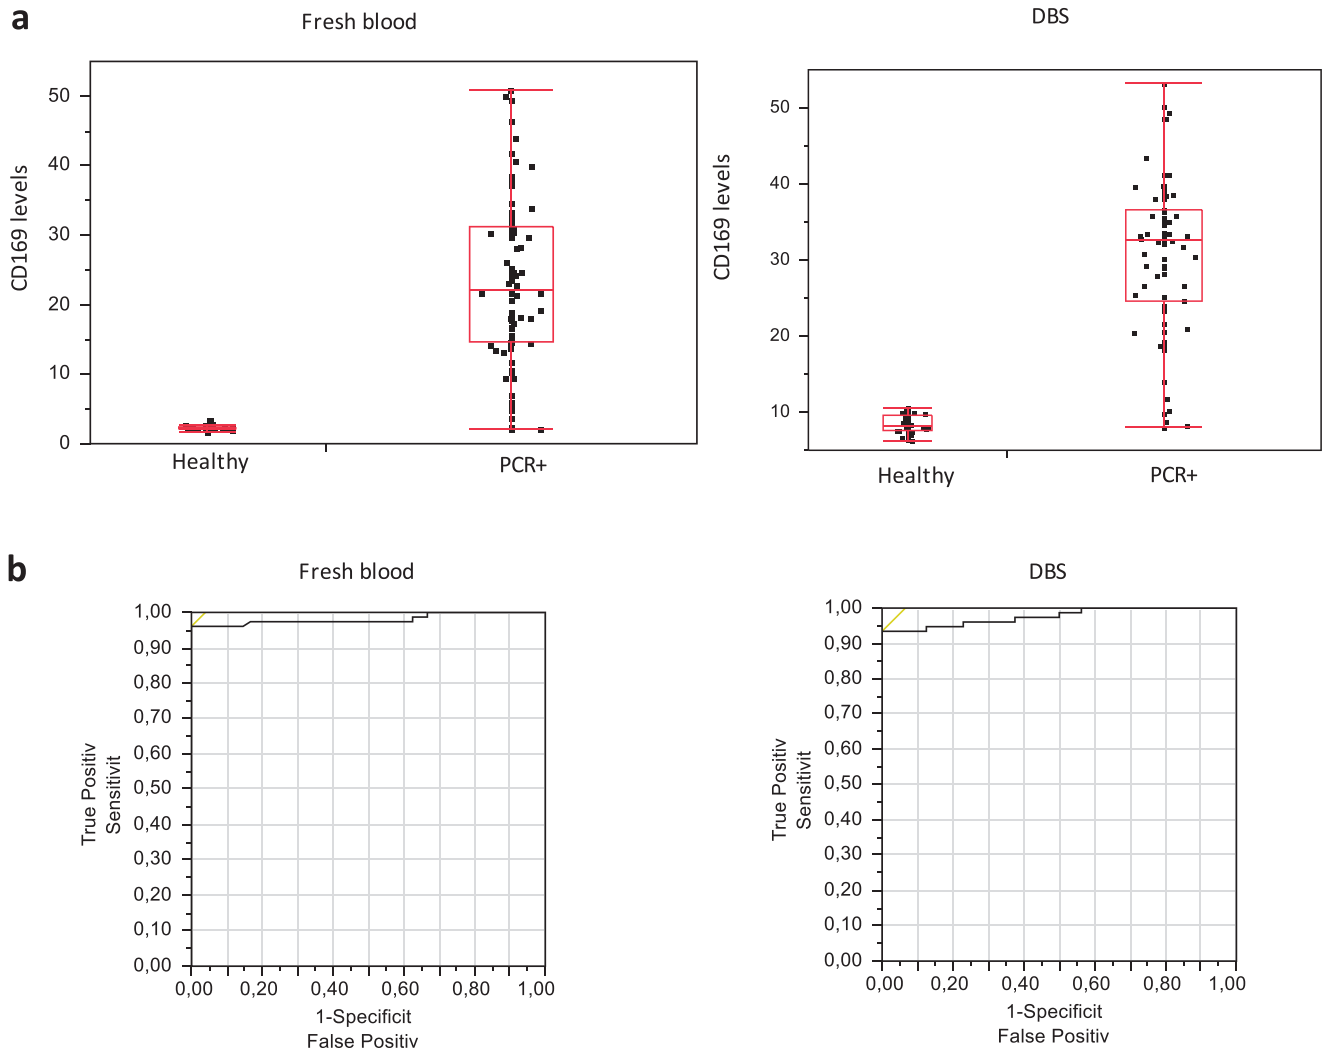 a
Fresh blood
DBS
CD169 levels
50
40
30
20
10
0
Healthy
PCR+
CD169 levels
50
40
30
20
10
Healthy
PCR+
b
Fresh blood
DBS
True Positiv
Sensitivit
1,00
0,90
0,80
0,70
0,60
0,50
0,40
0,30
0,20
0,10
0,00
0,00 0,20 0,40 0,60 0,80 1,00
1-Specificit
False Positiv
True Positiv
Sensitivit
1,00
0,90
0,80
0,70
0,60
0,50
0,40
0,30
0,20
0,10
0,00
0,00 0,20 0,40 0,60 0,80 1,00
1-Specificit
False Positiv